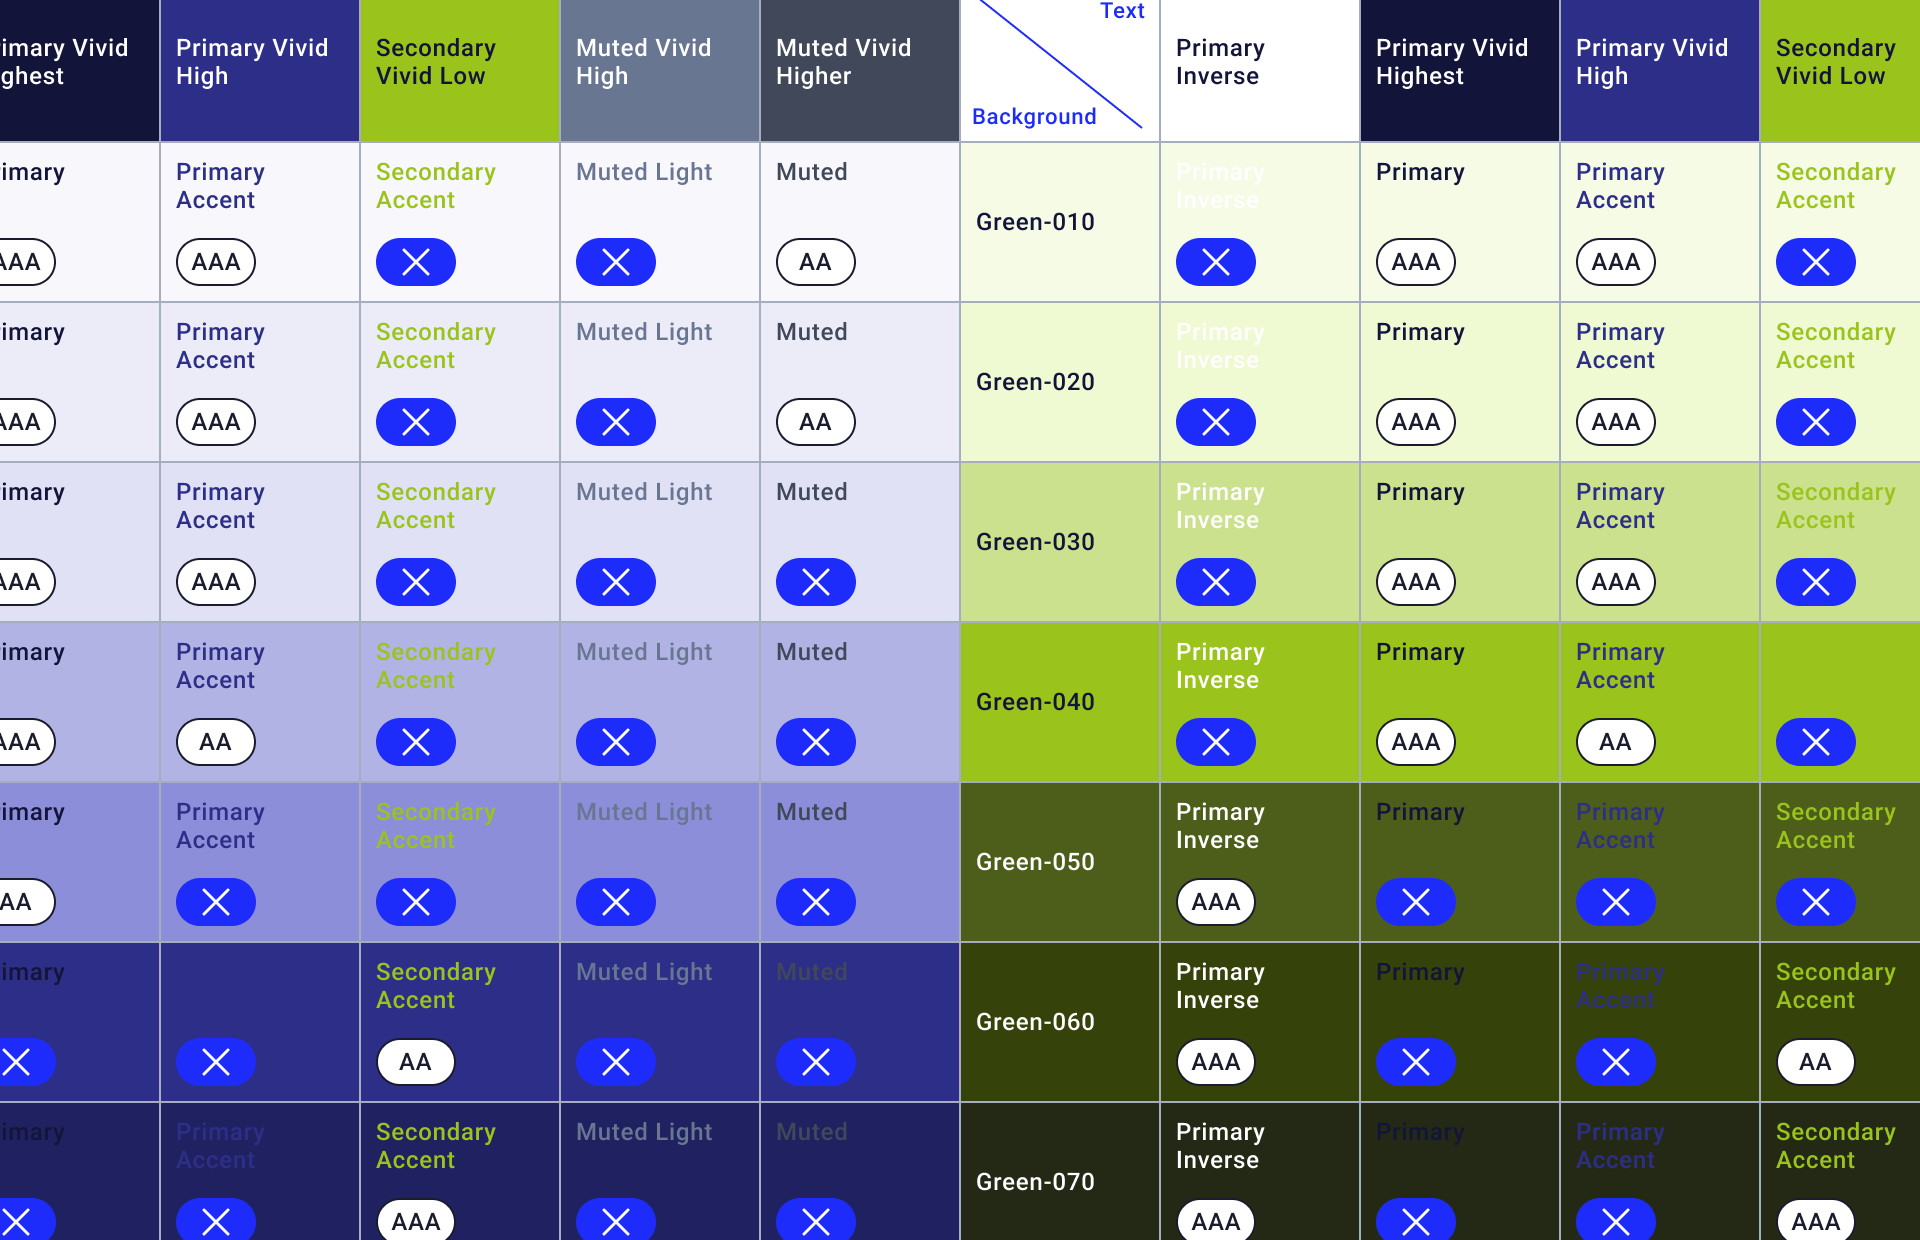 imary Vivid
ghest
Primary Vivid
High
Secondary
Vivid Low
Muted Vivid
High
Muted Vivid
Higher
Text
Background
Primary
Inverse
Primary Vivid
Highest
Primary Vivid
High
Secondary
Vivid Low
imary
AAA
Primary
Accent
AAA
Secondary
Accent
Muted Light
Muted
AA
Green-010
Primary
Inverse
Primary
AAA
Primary
Accent
AAA
Secondary
Accent
imary
AAA
Primary
Accent
AAA
Secondary
Accent
Muted Light
Muted
AA
Green-020
Primary
Inverse
Primary
AAA
Primary
Accent
AAA
Secondary
Accent
imary
AAA
Primary
Accent
AAA
Secondary
Accent
Muted Light
Muted
Green-030
Primary
Inverse
Primary
AAA
Primary
Accent
AAA
Secondary
Accent
imary
AAA
Primary
Accent
AA
Secondary
Accent
Muted Light
Muted
Green-040
Primary
Inverse
Primary
AAA
Primary
Accent
AA
imary
AA
Primary
Accent
Secondary
Accent
Muted Light
Muted
Green-050
Primary
Inverse
AAA
Primary
Primary
Accent
Secondary
Accent
imary
Secondary
Accent
AA
Muted Light
Muted
Green-060
Primary
Inverse
AAA
Primary
Primary
Accent
Secondary
Accent
AA
imary
Primary
Accent
Secondary
Accent
AAA
Muted Light
Muted
Green-070
Primary
Inverse
AAA
Primary
Primary
Accent
Secondary
Accent
AAA